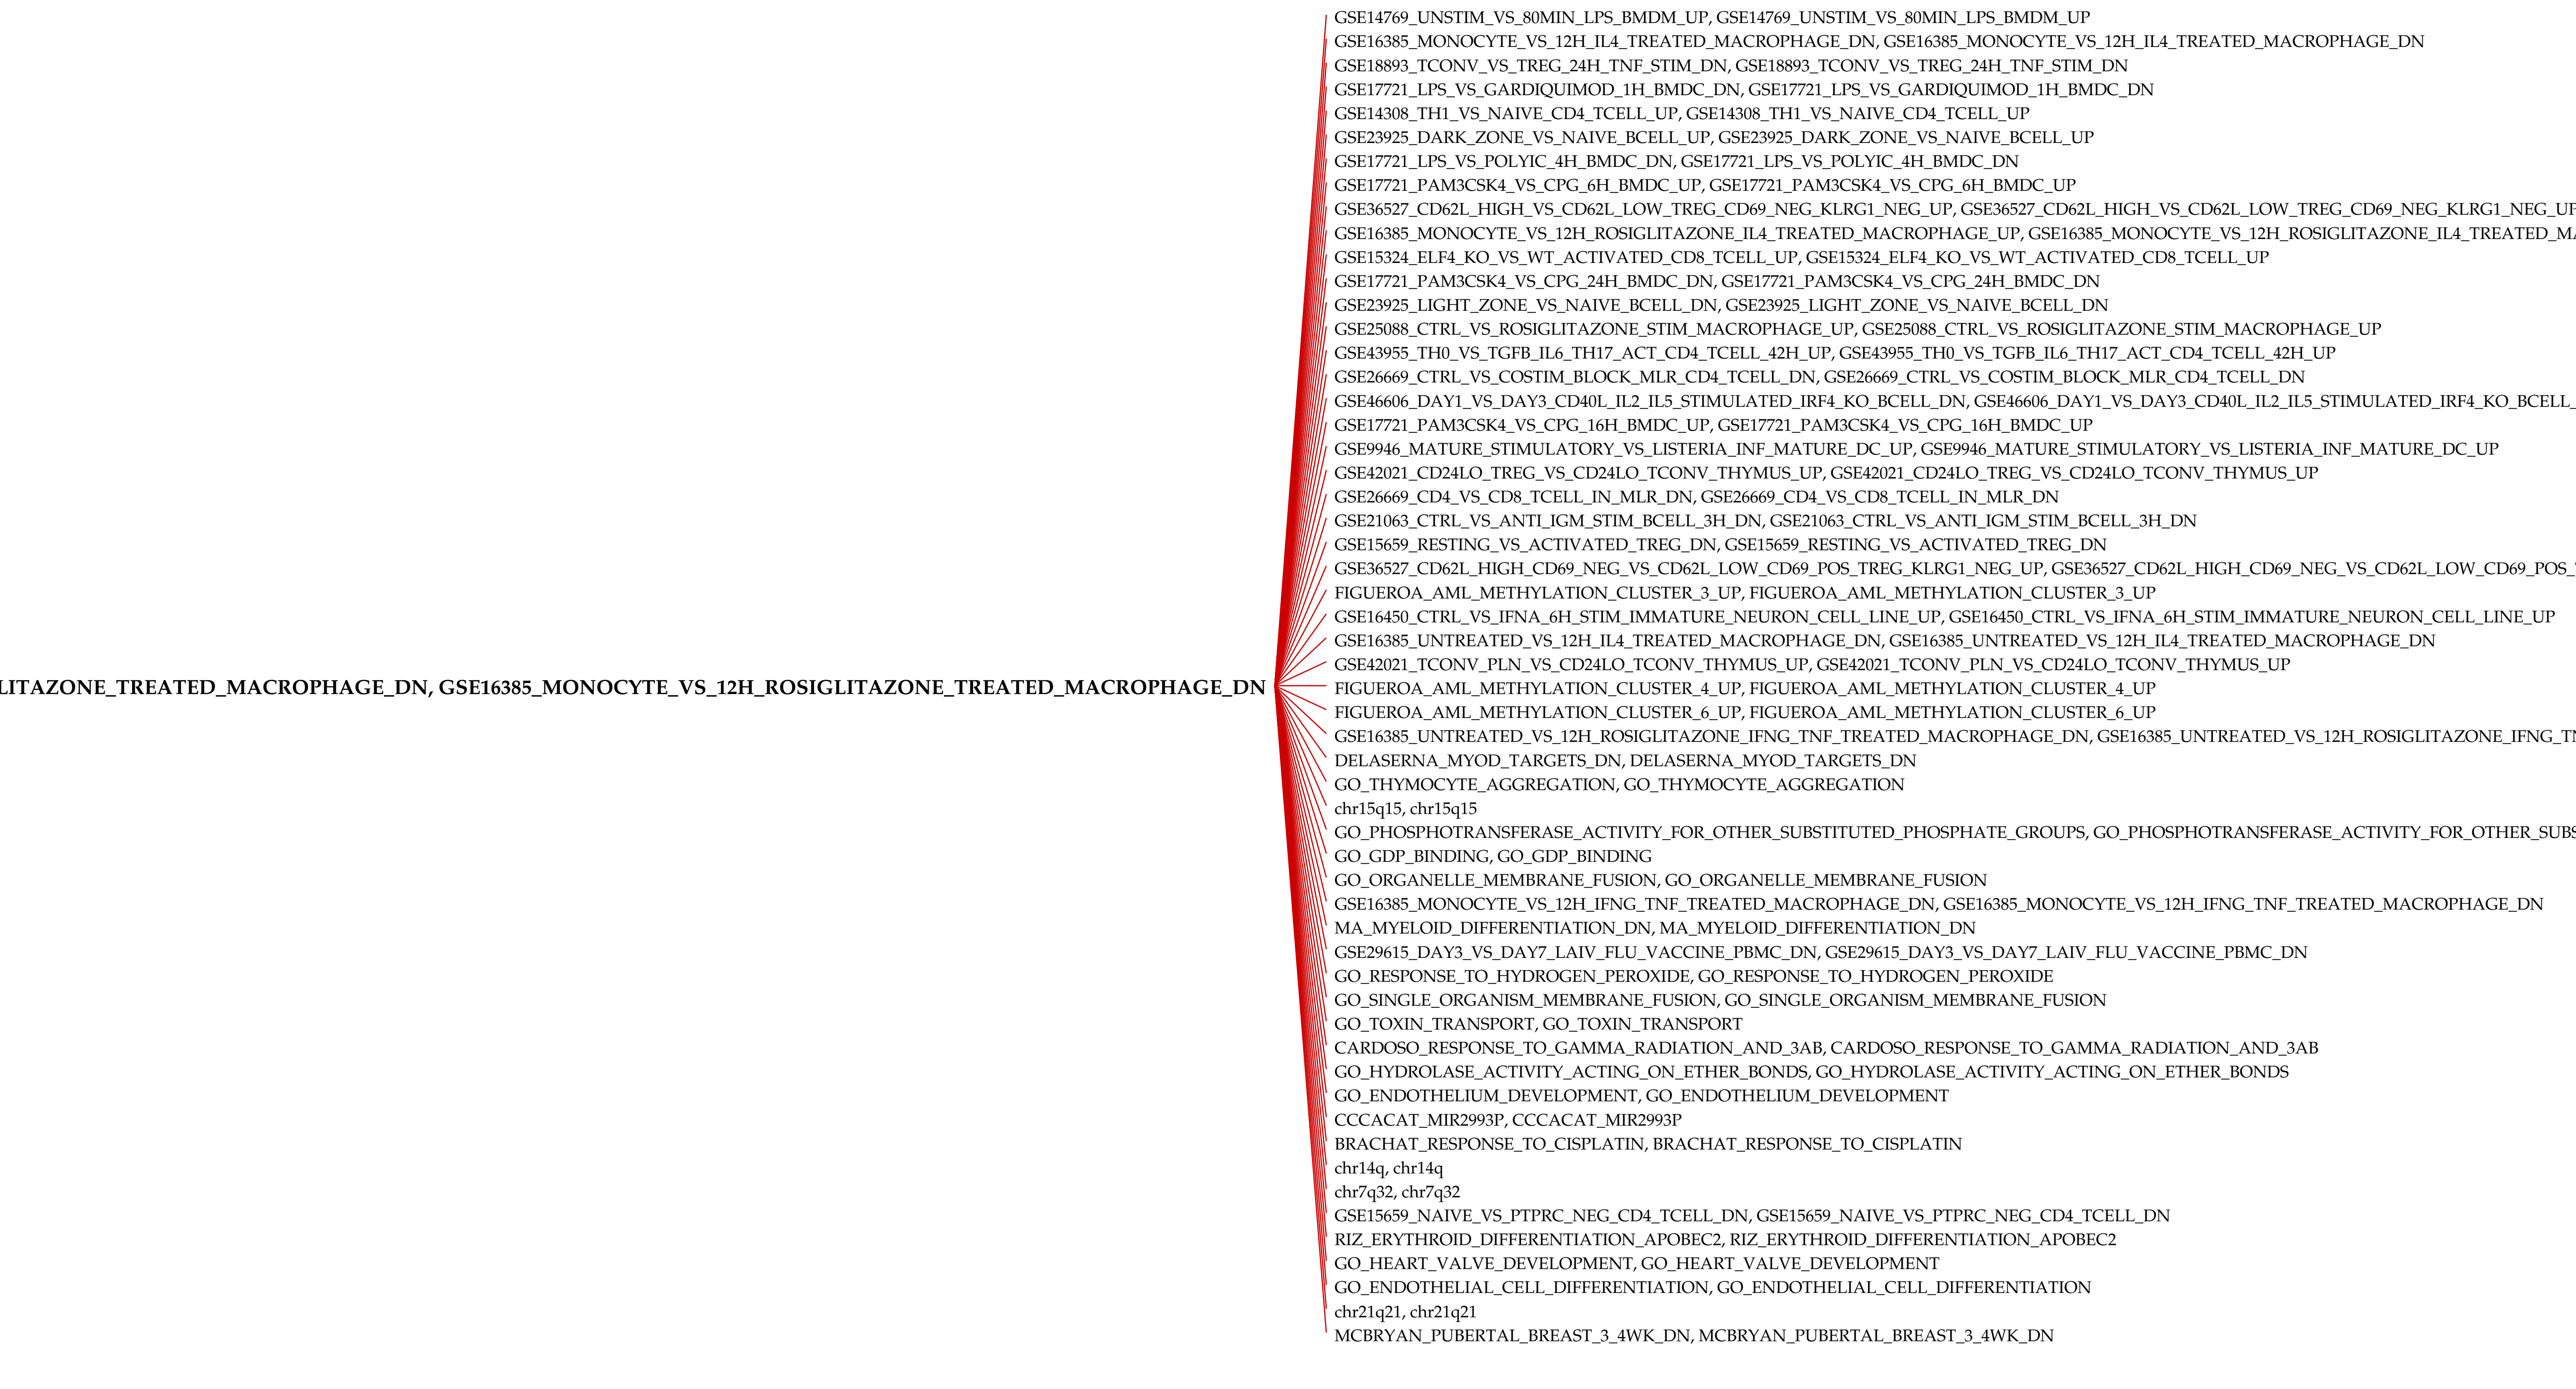 GSE14769_UNSTIM_VS_80MIN_LPS_BMDM_UP, GSE14769_UNSTIM_VS_80MIN_LPS_BMDM_UP
GSE16385_MONOCYTE_VS_12H_IL4_TREATED_MACROPHAGE_DN, GSE16385_MONOCYTE_VS_12H_IL4_TREATED_MACROPHAGE_DN
GSE18893_TCONV_VS_TREG_24H_TNF_STIM_DN, GSE18893_TCONV_VS_TREG_24H_TNF_STIM_DN
GSE17721_LPS_VS_GARDIQUIMOD_1H_BMDC_DN, GSE17721_LPS_VS_GARDIQUIMOD_1H_BMDC_DN
GSE14308_TH1_VS_NAIVE_CD4_TCELL_UP, GSE14308_TH1_VS_NAIVE_CD4_TCELL_UP
GSE23925_DARK_ZONE_VS_NAIVE_BCELL_UP, GSE23925_DARK_ZONE_VS_NAIVE_BCELL_UP
GSE17721_LPS_VS_POLYIC_4H_BMDC_DN, GSE17721_LPS_VS_POLYIC_4H_BMDC_DN
GSE17721_PAM3CSK4_VS_CPG_6H_BMDC_UP, GSE17721_PAM3CSK4_VS_CPG_6H_BMDC_UP
GSE36527_CD62L_HIGH_VS_CD62L_LOW_TREG_CD69_NEG_KLRG1_NEG_UP, GSE36527_CD62L_HIGH_VS_CD62L_LOW_TREG_CD69_NEG_KLRG1_NEG_UP
GSE16385_MONOCYTE_VS_12H_ROSIGLITAZONE_IL4_TREATED_MACROPHAGE_UP, GSE16385_MONOCYTE_VS_12H_ROSIGLITAZONE_IL4_TREATED_MA
GSE15324_ELF4_KO_VS_WT_ACTIVATED_CD8_TCELL_UP, GSE15324_ELF4_KO_VS_WT_ACTIVATED_CD8_TCELL_UP
GSE17721_PAM3CSK4_VS_CPG_24H_BMDC_DN, GSE17721_PAM3CSK4_VS_CPG_24H_BMDC_DN
GSE23925_LIGHT_ZONE_VS_NAIVE_BCELL_DN, GSE23925_LIGHT_ZONE_VS_NAIVE_BCELL_DN
GSE25088_CTRL_VS_ROSIGLITAZONE_STIM_MACROPHAGE_UP, GSE25088_CTRL_VS_ROSIGLITAZONE_STIM_MACROPHAGE_UP
GSE43955_TH0_VS_TGFB_IL6_TH17_ACT_CD4_TCELL_42H_UP, GSE43955_TH0_VS_TGFB_IL6_TH17_ACT_CD4_TCELL_42H_UP
GSE26669_CTRL_VS_COSTIM_BLOCK_MLR_CD4_TCELL_DN, GSE26669_CTRL_VS_COSTIM_BLOCK_MLR_CD4_TCELL_DN
GSE46606_DAY1_VS_DAY3_CD40L_IL2_IL5_STIMULATED_IRF4_KO_BCELL_DN, GSE46606_DAY1_VS_DAY3_CD40L_IL2_IL5_STIMULATED_IRF4_KO_BCELL_
GSE17721_PAM3CSK4_VS_CPG_16H_BMDC_UP, GSE17721_PAM3CSK4_VS_CPG_16H_BMDC_UP
GSE9946_MATURE_STIMULATORY_VS_LISTERIA_INF_MATURE_DC_UP, GSE9946_MATURE_STIMULATORY_VS_LISTERIA_INF_MATURE_DC_UP
GSE42021_CD24LO_TREG_VS_CD24LO_TCONV_THYMUS_UP, GSE42021_CD24LO_TREG_VS_CD24LO_TCONV_THYMUS_UP
GSE26669_CD4_VS_CD8_TCELL_IN_MLR_DN, GSE26669_CD4_VS_CD8_TCELL_IN_MLR_DN
GSE21063_CTRL_VS_ANTI_IGM_STIM_BCELL_3H_DN, GSE21063_CTRL_VS_ANTI_IGM_STIM_BCELL_3H_DN
GSE15659_RESTING_VS_ACTIVATED_TREG_DN, GSE15659_RESTING_VS_ACTIVATED_TREG_DN
GSE36527_CD62L_HIGH_CD69_NEG_VS_CD62L_LOW_CD69_POS_TREG_KLRG1_NEG_UP, GSE36527_CD62L_HIGH_CD69_NEG_VS_CD62L_LOW_CD69_POS_
FIGUEROA_AML_METHYLATION_CLUSTER_3_UP, FIGUEROA_AML_METHYLATION_CLUSTER_3_UP
GSE16450_CTRL_VS_IFNA_6H_STIM_IMMATURE_NEURON_CELL_LINE_UP, GSE16450_CTRL_VS_IFNA_6H_STIM_IMMATURE_NEURON_CELL_LINE_UP
GSE16385_UNTREATED_VS_12H_IL4_TREATED_MACROPHAGE_DN, GSE16385_UNTREATED_VS_12H_IL4_TREATED_MACROPHAGE_DN
GSE42021_TCONV_PLN_VS_CD24LO_TCONV_THYMUS_UP, GSE42021_TCONV_PLN_VS_CD24LO_TCONV_THYMUS_UP
LITAZONE_TREATED_MACROPHAGE_DN, GSE16385_MONOCYTE_VS_12H_ROSIGLITAZONE_TREATED_MACROPHAGE_DN
FIGUEROA_AML_METHYLATION_CLUSTER_4_UP, FIGUEROA_AML_METHYLATION_CLUSTER_4_UP
FIGUEROA_AML_METHYLATION_CLUSTER_6_UP, FIGUEROA_AML_METHYLATION_CLUSTER_6_UP
GSE16385_UNTREATED_VS_12H_ROSIGLITAZONE_IFNG_TNF_TREATED_MACROPHAGE_DN, GSE16385_UNTREATED_VS_12H_ROSIGLITAZONE_IFNG_TN
DELASERNA_MYOD_TARGETS_DN, DELASERNA_MYOD_TARGETS_DN
GO_THYMOCYTE_AGGREGATION, GO_THYMOCYTE_AGGREGATION
chr15q15, chr15q15
GO_PHOSPHOTRANSFERASE_ACTIVITY_FOR_OTHER_SUBSTITUTED_PHOSPHATE_GROUPS, GO_PHOSPHOTRANSFERASE_ACTIVITY_FOR_OTHER_SUBS
GO_GDP_BINDING, GO_GDP_BINDING
GO_ORGANELLE_MEMBRANE_FUSION, GO_ORGANELLE_MEMBRANE_FUSION
GSE16385_MONOCYTE_VS_12H_IFNG_TNF_TREATED_MACROPHAGE_DN, GSE16385_MONOCYTE_VS_12H_IFNG_TNF_TREATED_MACROPHAGE_DN
MA_MYELOID_DIFFERENTIATION_DN, MA_MYELOID_DIFFERENTIATION_DN
GSE29615_DAY3_VS_DAY7_LAIV_FLU_VACCINE_PBMC_DN, GSE29615_DAY3_VS_DAY7_LAIV_FLU_VACCINE_PBMC_DN
GO_RESPONSE_TO_HYDROGEN_PEROXIDE, GO_RESPONSE_TO_HYDROGEN_PEROXIDE
GO_SINGLE_ORGANISM_MEMBRANE_FUSION, GO_SINGLE_ORGANISM_MEMBRANE_FUSION
GO_TOXIN_TRANSPORT, GO_TOXIN_TRANSPORT
CARDOSO_RESPONSE_TO_GAMMA_RADIATION_AND_3AB, CARDOSO_RESPONSE_TO_GAMMA_RADIATION_AND_3AB
GO_HYDROLASE_ACTIVITY_ACTING_ON_ETHER_BONDS, GO_HYDROLASE_ACTIVITY_ACTING_ON_ETHER_BONDS
GO_ENDOTHELIUM_DEVELOPMENT, GO_ENDOTHELIUM_DEVELOPMENT
CCCACAT_MIR2993P, CCCACAT_MIR2993P
BRACHAT_RESPONSE_TO_CISPLATIN, BRACHAT_RESPONSE_TO_CISPLATIN
chr14q, chr14q
chr7q32, chr7q32
GSE15659_NAIVE_VS_PTPRC_NEG_CD4_TCELL_DN, GSE15659_NAIVE_VS_PTPRC_NEG_CD4_TCELL_DN
RIZ_ERYTHROID_DIFFERENTIATION_APOBEC2, RIZ_ERYTHROID_DIFFERENTIATION_APOBEC2
GO_HEART_VALVE_DEVELOPMENT, GO_HEART_VALVE_DEVELOPMENT
GO_ENDOTHELIAL_CELL_DIFFERENTIATION, GO_ENDOTHELIAL_CELL_DIFFERENTIATION
chr21q21, chr21q21
MCBRYAN_PUBERTAL_BREAST_3_4WK_DN, MCBRYAN_PUBERTAL_BREAST_3_4WK_DN